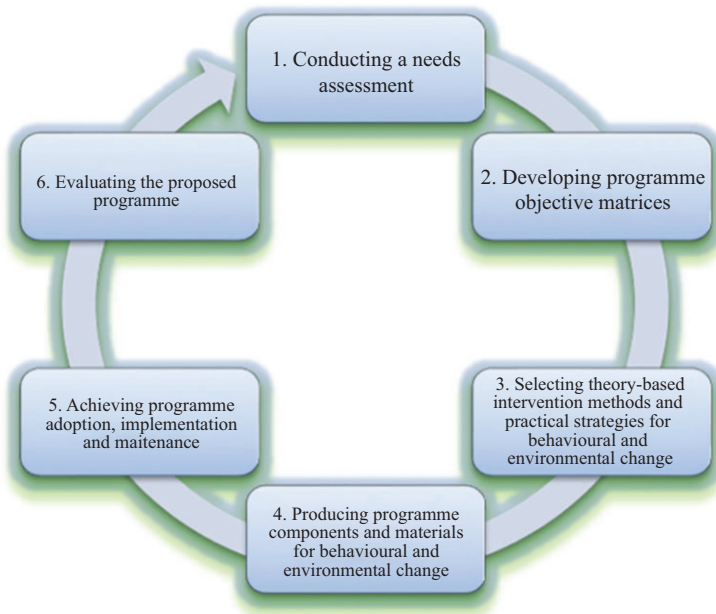 1. Conducting a needs
assessment
2. Developing programme
objective matrices
3. Selecting theory-based
intervention methods and
practical strategies for
behavioural and
environmental change
4. Producing programme
components and materials
for behavioural and
environmental change
5. Achieving programme
adoption, implementation
and maitenance
6. Evaluating the proposed
programme